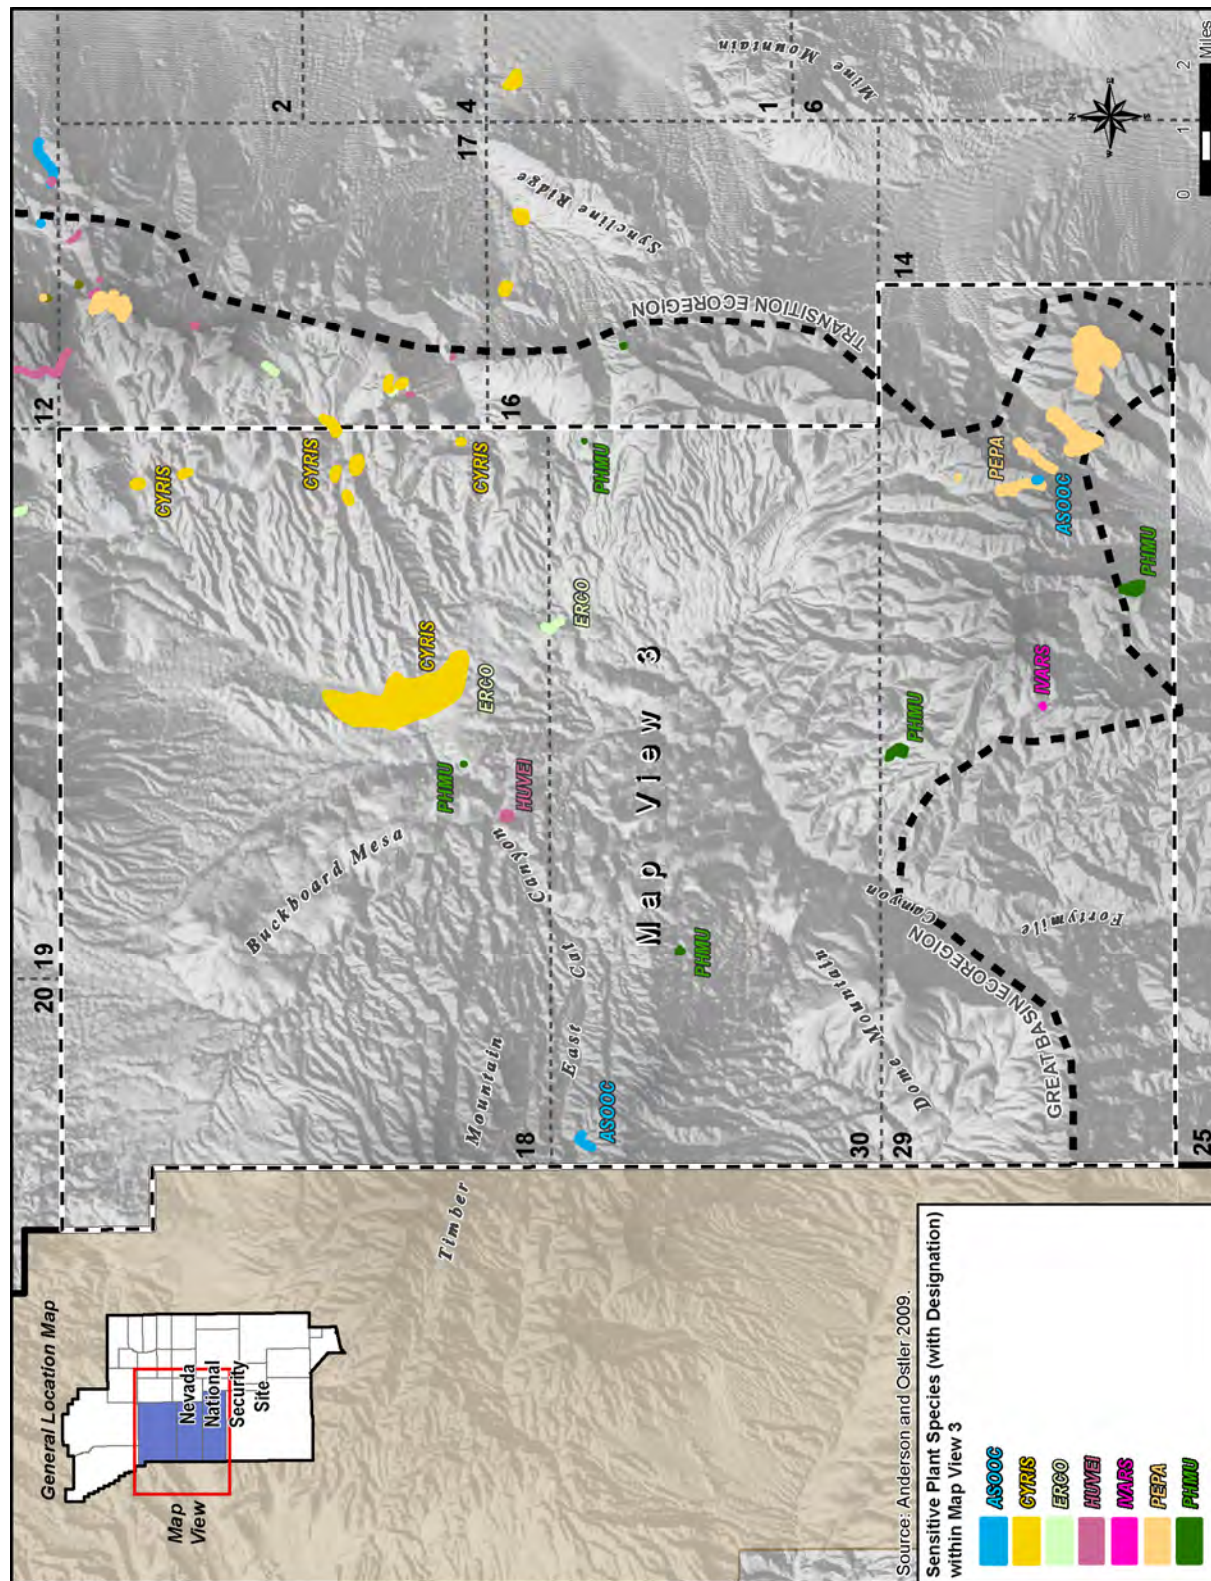 General Location Map
Map
View
Nevada
National
Security
Site
20
19
12
2
Buckboard Mesa
CYRIS
CYRIS
CYRIS
CYRIS
ERCO
PHMU
HUVEI
4
17
16
18
Timber
Mountain
East Cat
Canyon
Syncline Ridge
ERCO
PHMU
ASOOC
Map View 3
PHMU
TRANSITION ECOREGION
1
6
Mine Mountain
30
29
14
Dome Mountain
Fortymile
Canyon
GREAT BASIN ECOREGION
PHMU
IVARS
PHMU
PEPA
ASOOC
25
0 1 2
Miles
N
E
S
W
Source: Anderson and Ostler 2009.
Sensitive Plant Species (with Designation)
within Map View 3
ASOOC
CYRIS
ERCO
HUVEI
IVARS
PEPA
PHMU